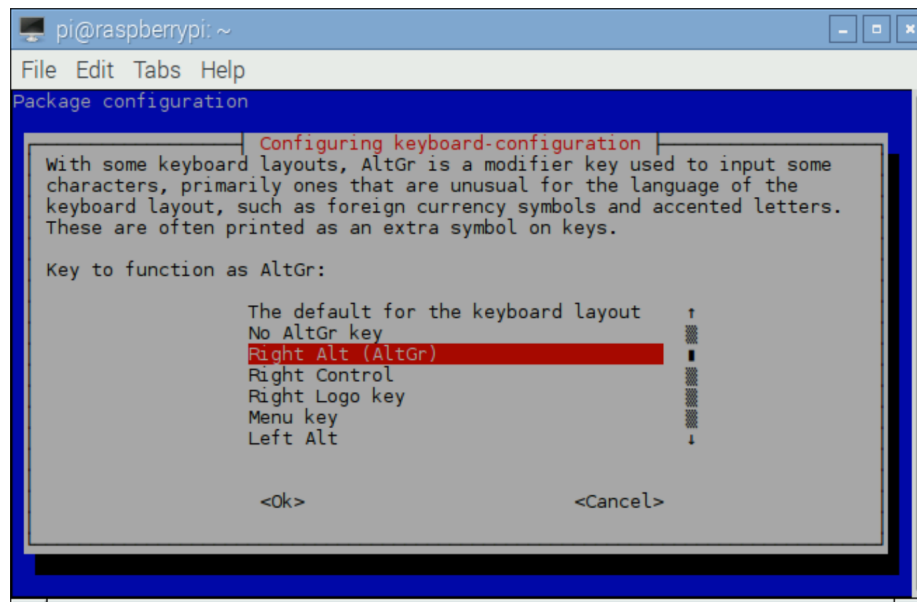 pi@raspberrypi: ~
File Edit Tabs Help
Package configuration
Configuring keyboard-configuration
With some keyboard layouts, AltGr is a modifier key used to input some
characters, primarily ones that are unusual for the language of the
keyboard layout, such as foreign currency symbols and accented letters.
These are often printed as an extra symbol on keys.
Key to function as AltGr:
The default for the keyboard layout
No AltGr key
Right Alt (AltGr)
Right Control
Right Logo key
Menu key
Left Alt
<Ok> <Cancel>